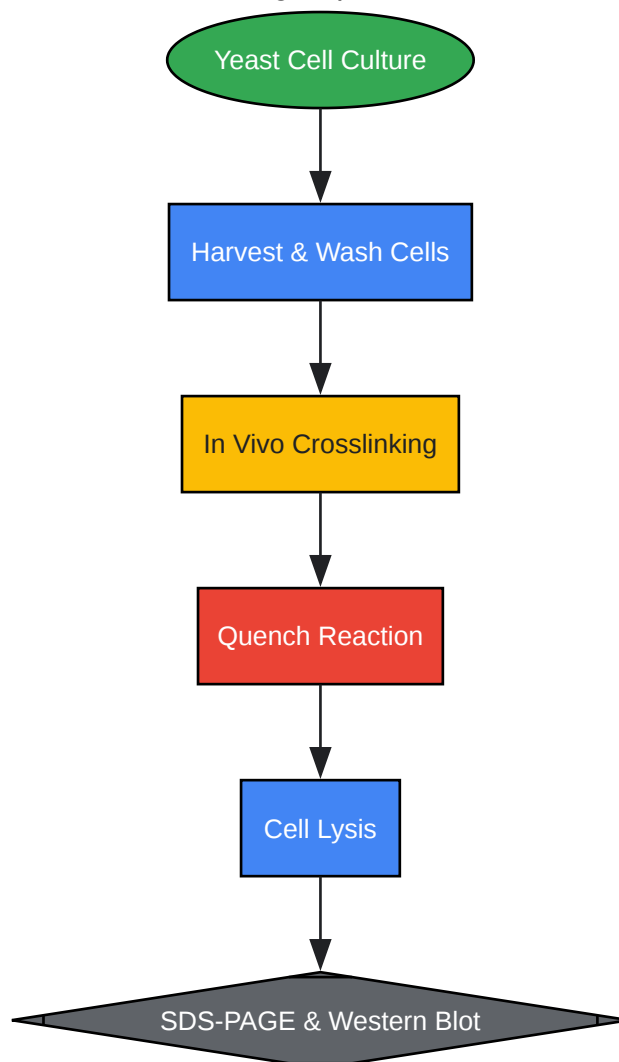 Yeast Cell Culture
Harvest & Wash Cells
In Vivo Crosslinking
Quench Reaction
Cell Lysis
SDS-PAGE & Western Blot